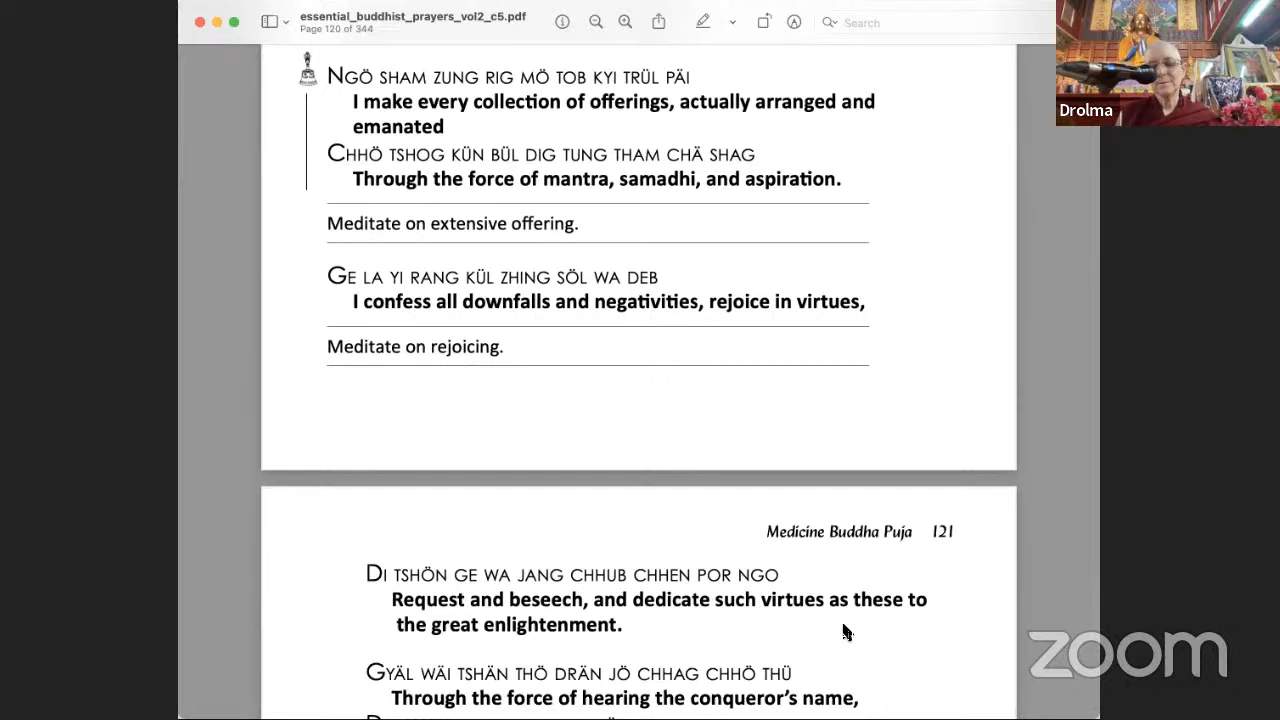 essential_buddhist_prayers_vol2_c5.pdf
Page 120 of 344
Search
Drolma
NGÖ SHAM ZUNG RIG MÖ TOB KYI TRÜL PÄI
I make every collection of offerings, actually arranged and
emanated
CHHÖ TSHOG KÜN BÜL DIG TUNG THAM CHÄ SHAG
Through the force of mantra, samadhi, and aspiration.
Meditate on extensive offering.
GE LA YI RANG KÜL ZHING SÖL WA DEB
I confess all downfalls and negativities, rejoice in virtues,
Meditate on rejoicing.
Medicine Buddha Puja 121
DI TSHÖN GE WA JANG CHHUB CHHEN POR NGO
Request and beseech, and dedicate such virtues as these to
the great enlightenment.
GYÄL WÄI TSHÄN THÖ DRÄN JÖ CHHAG CHHÖ THÜ
Through the force of hearing the conqueror's name,
zoom